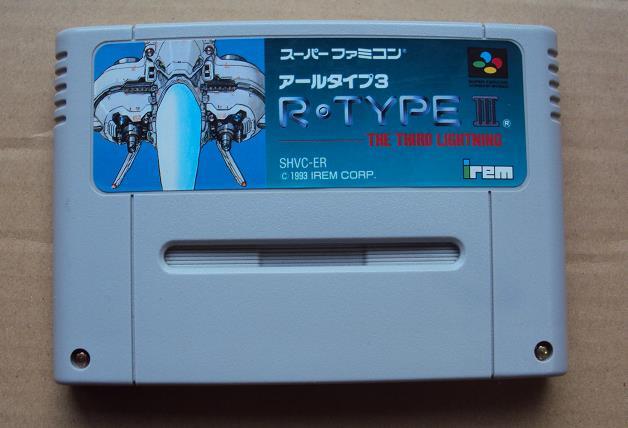 スーパーファミコン®
アールタイプ3
R・TYPE III®
THE THIRD LIGHTNING
SHVC-ER
© 1993 IREM CORP.
irem